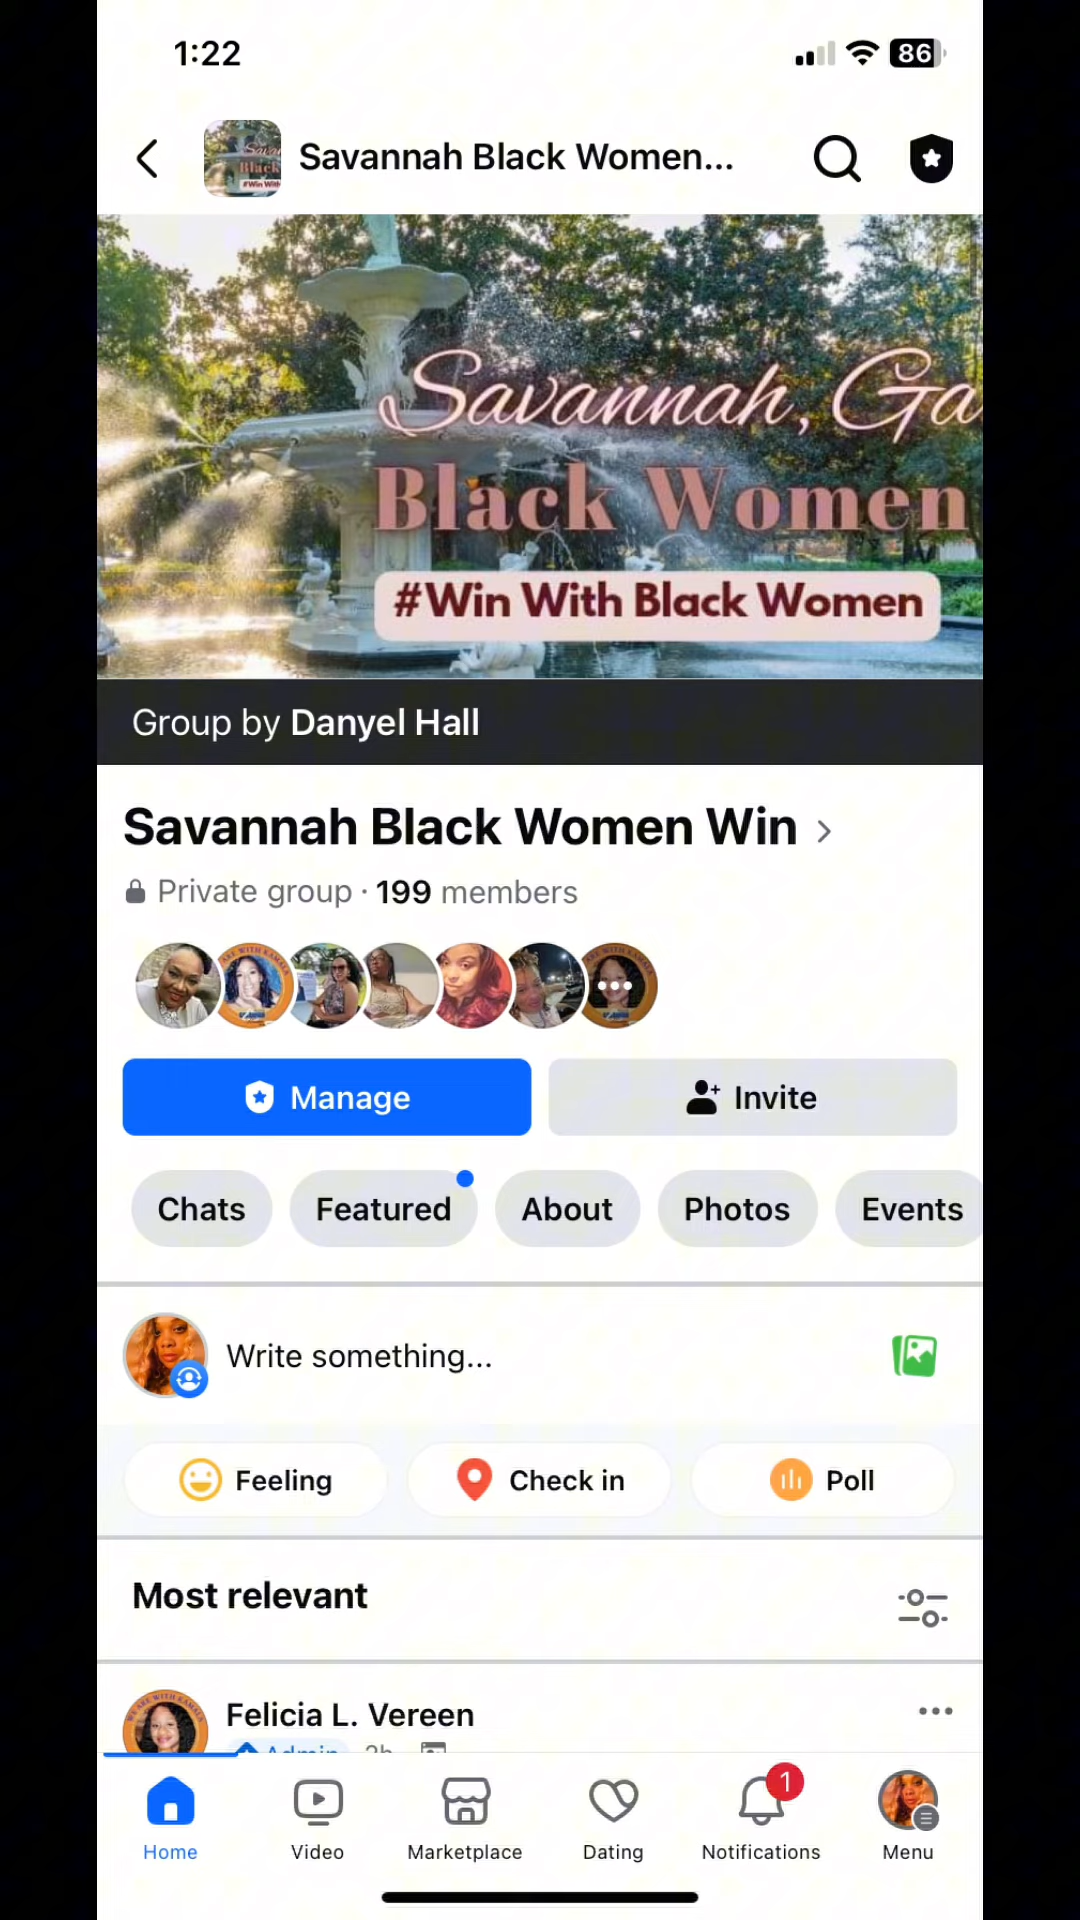 1:22
86
Savannah Black Women...
Savannah, Ga
Black Women
#Win With Black Women
Group by Danyel Hall
Savannah Black Women Win
Private group · 199 members
Manage
Invite
Chats
Featured
About
Photos
Events
Write something...
Feeling
Check in
Poll
Most relevant
Felicia L. Vereen
Admin
1
Home
Video
Marketplace
Dating
Notifications
Menu